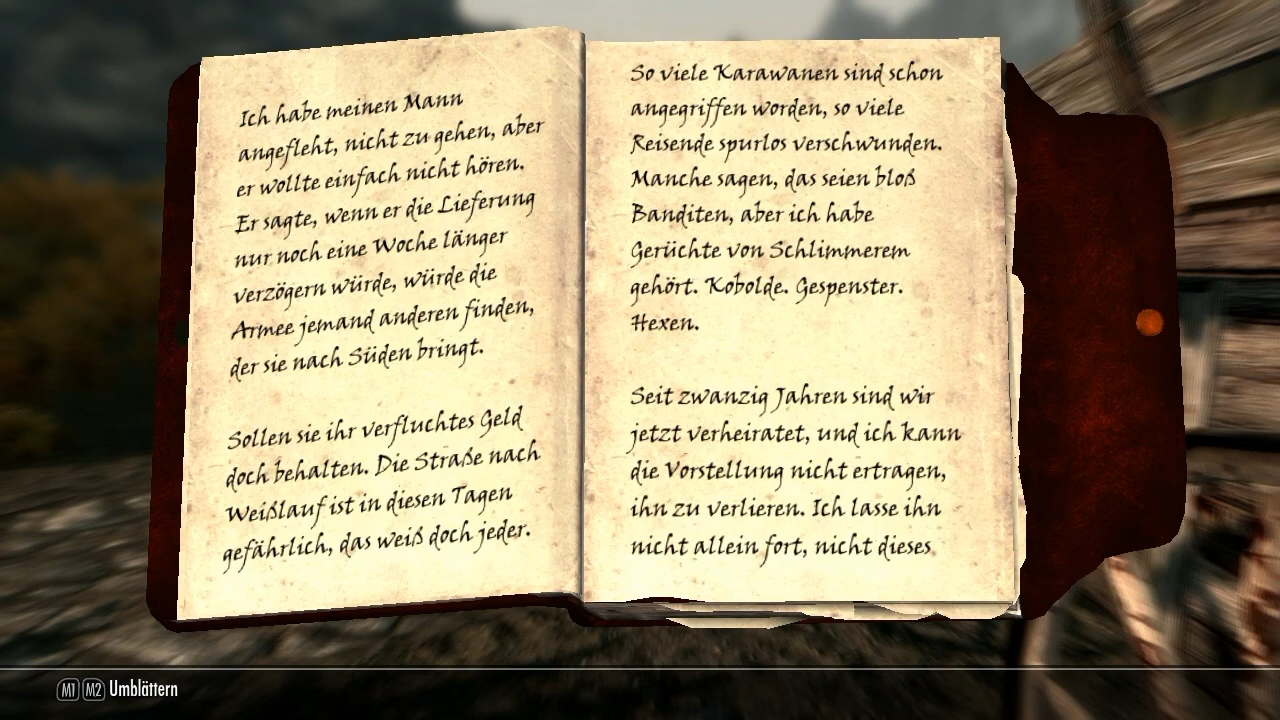 Ich habe meinen Mann
angefleht, nicht zu gehen, aber
er wollte einfach nicht hören.
Er sagte, wenn er die Lieferung
nur noch eine Woche länger
verzögern würde, würde die
Armee jemand anderen finden,
der sie nach Süden bringt.
Sollen sie ihr verfluchtes Geld
doch behalten. Die Straße nach
Weißlauf ist in diesen Tagen
gefährlich, das weiß doch jeder.
So viele Karawanen sind schon
angegriffen worden, so viele
Reisende spurlos verschwunden.
Manche sagen, das seien bloß
Banditen, aber ich habe
Gerüchte von Schlimmerem
gehört. Kobolde. Gespenster.
Hexen.
Seit zwanzig Jahren sind wir
jetzt verheiratet, und ich kann
die Vorstellung nicht ertragen,
ihn zu verlieren. Ich lasse ihn
nicht allein fort, nicht dieses
M1 M2 Umblättern